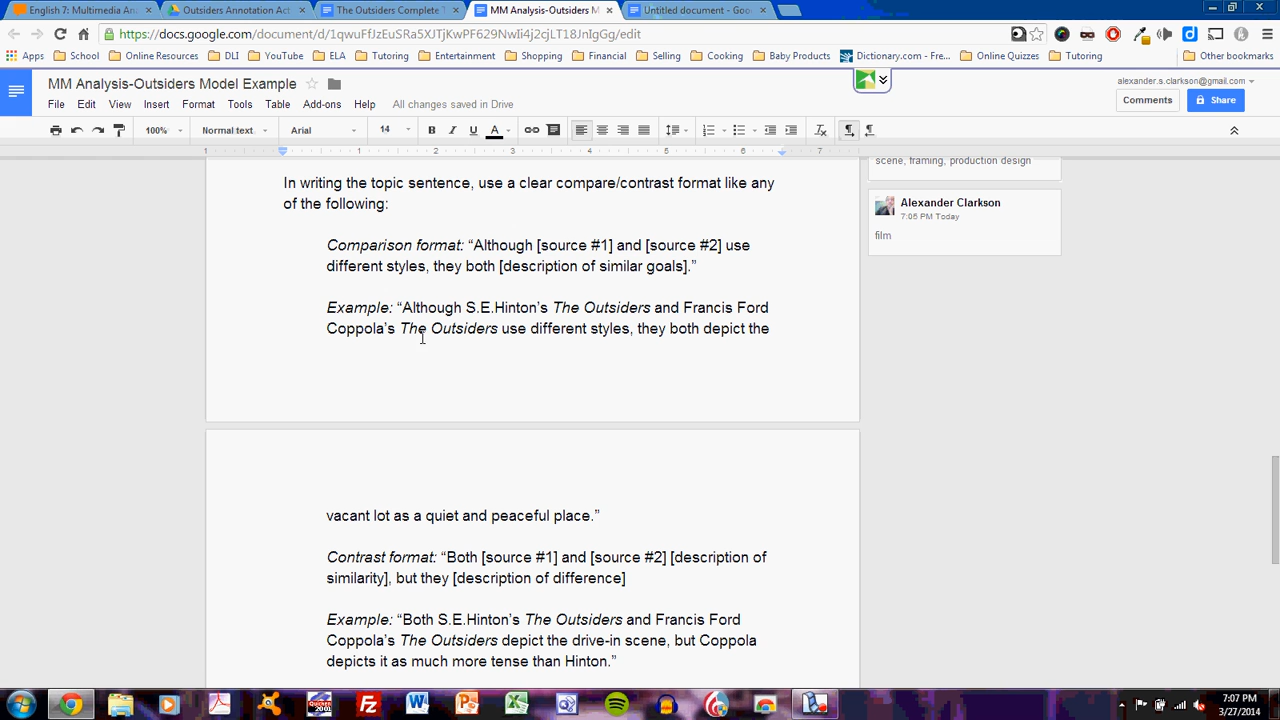 English 7: Multimedia An
Outsiders Annotation Act
The Outsiders Complete T
MM Analysis-Outsiders M
Untitled document - Goo
https://docs.google.com/document/d/1qwkFfJzEuSR65XJTjKwPF629NwIi4j2cjLT18JnIgGg/edit
Apps
School
Online Resources
DLI
YouTube
ELA
Tutoring
Entertainment
Shopping
Financial
Selling
Cooking
Baby Products
Dictionary.com - Fre...
Online Quizzes
Tutoring
Other bookmarks
MM Analysis-Outsiders Model Example
alexander.s.clarkson@gmail.com
File Edit View Insert Format Tools Table Add-ons Help All changes saved in Drive
Comments
Share
100% Normal text Arial 14 B I U A
1 1 2 3 4 5 6 7
scene, framing, production design
Alexander Clarkson
7:05 PM Today
film
In writing the topic sentence, use a clear compare/contrast format like any
of the following:
Comparison format: “Although [source #1] and [source #2] use
different styles, they both [description of similar goals].”
Example: “Although S.E.Hinton’s The Outsiders and Francis Ford
Coppola’s The Outsiders use different styles, they both depict the
vacant lot as a quiet and peaceful place.”
Contrast format: “Both [source #1] and [source #2] [description of
similarity], but they [description of difference]
Example: “Both S.E.Hinton’s The Outsiders and Francis Ford
Coppola’s The Outsiders depict the drive-in scene, but Coppola
depicts it as much more tense than Hinton.”
7:07 PM
3/27/2014